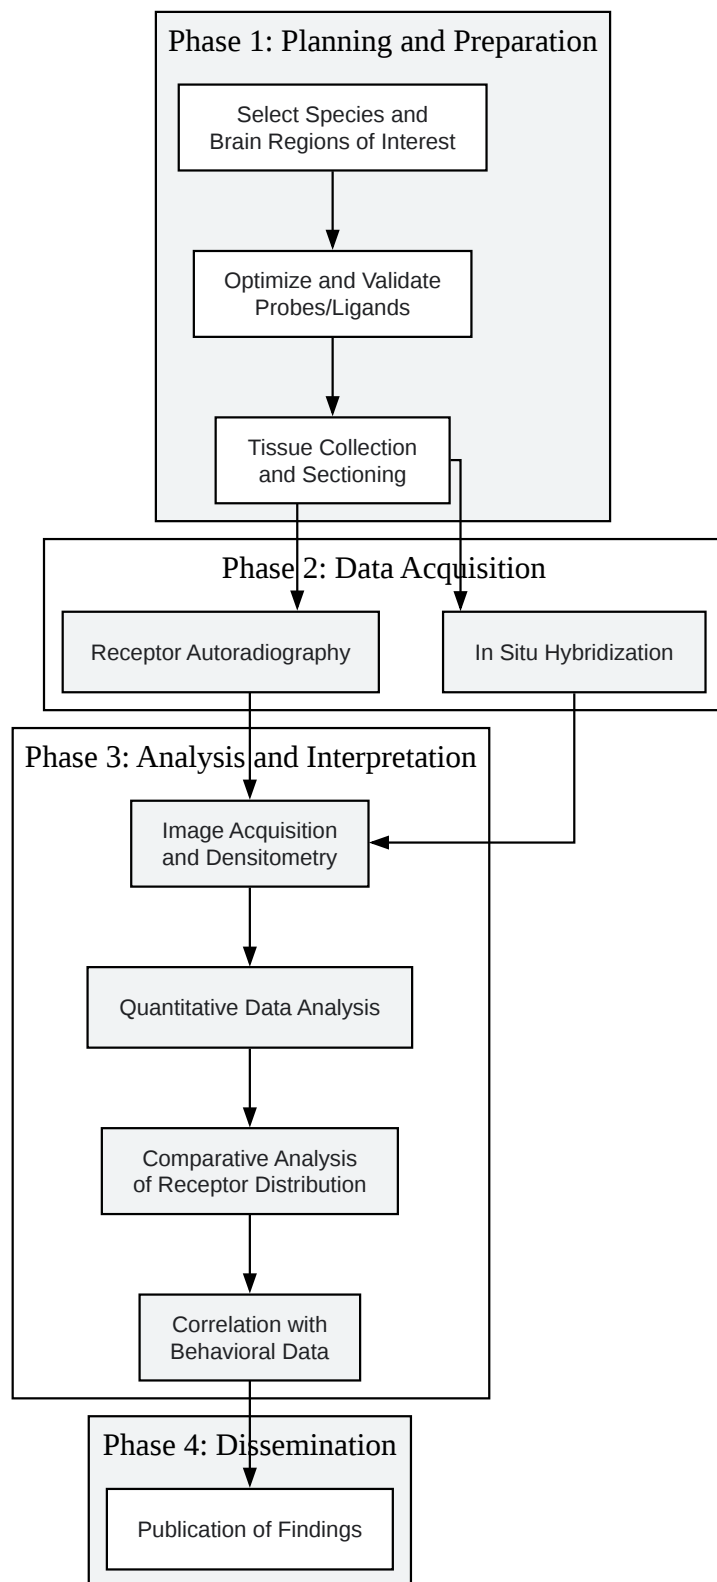 Phase 1: Planning and Preparation
Select Species and
Brain Regions of Interest
Optimize and Validate
Probes/Ligands
Tissue Collection
and Sectioning
Phase 2: Data Acquisition
Receptor Autoradiography
In Situ Hybridization
Phase 3: Analysis and Interpretation
Image Acquisition
and Densitometry
Quantitative Data Analysis
Comparative Analysis
of Receptor Distribution
Correlation with
Behavioral Data
Phase 4: Dissemination
Publication of Findings